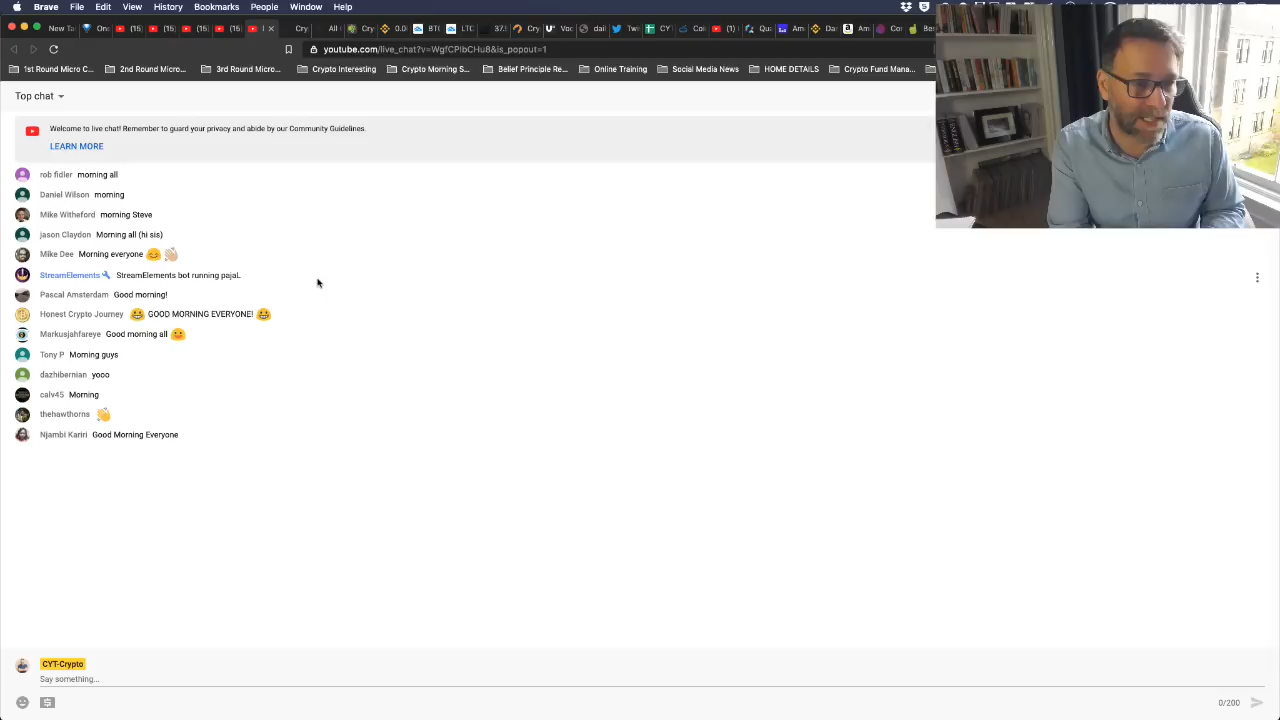 Brave File Edit View History Bookmarks People Window Help
New Ta
youtube.com/live_chat?v=WgfCPlbCHu8&is_popout=1
1st Round Micro C... 2nd Round Micro... 3rd Round Micro... Crypto Interesting Crypto Morning S... Belief Principle Re... Online Training Social Media News HOME DETAILS Crypto Fund Mana...
Top chat
Welcome to live chat! Remember to guard your privacy and abide by our Community Guidelines.
LEARN MORE
rob fidler morning all
Daniel Wilson morning
Mike Witheford morning Steve
jason Claydon Morning all (hi sis)
Mike Dee Morning everyone 😊 👋🏼
StreamElements StreamElements bot running pajaL
Pascal Amsterdam Good morning!
Honest Crypto Journey 😆 GOOD MORNING EVERYONE! 😆
Markusjahfareye Good morning all 🙂
Tony P Morning guys
dazhibernian yooo
calv45 Morning
thehawthorns 👋
Njambi Kariri Good Morning Everyone
CYT-Crypto
Say something...
0/200